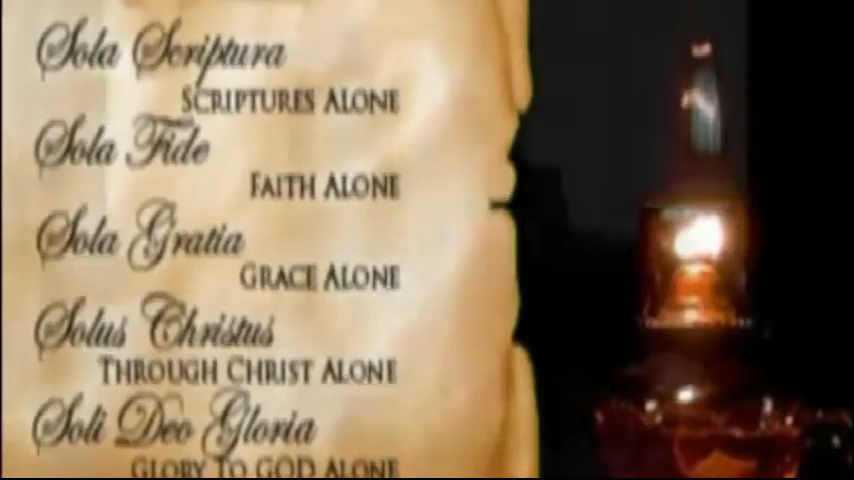 Sola Scriptura
SCRIPTURES ALONE
Sola Fide
FAITH ALONE
Sola Gratia
GRACE ALONE
Solus Christus
THROUGH CHRIST ALONE
Soli Deo Gloria
GLORY TO GOD ALONE